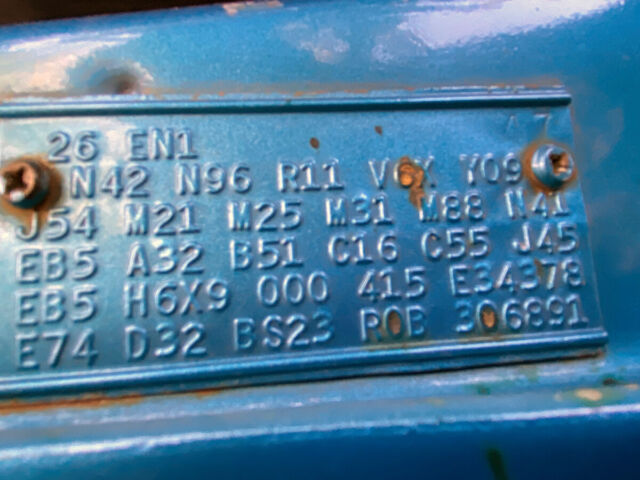 26 EN1
N42 N96 R11 V6X Y09
J54 M21 M25 M31 M88 N41
EB5 A32 B51 C16 C55 J45
EB5 H6X9 000 415 E34378
E74 D32 BS23 R0B 306891